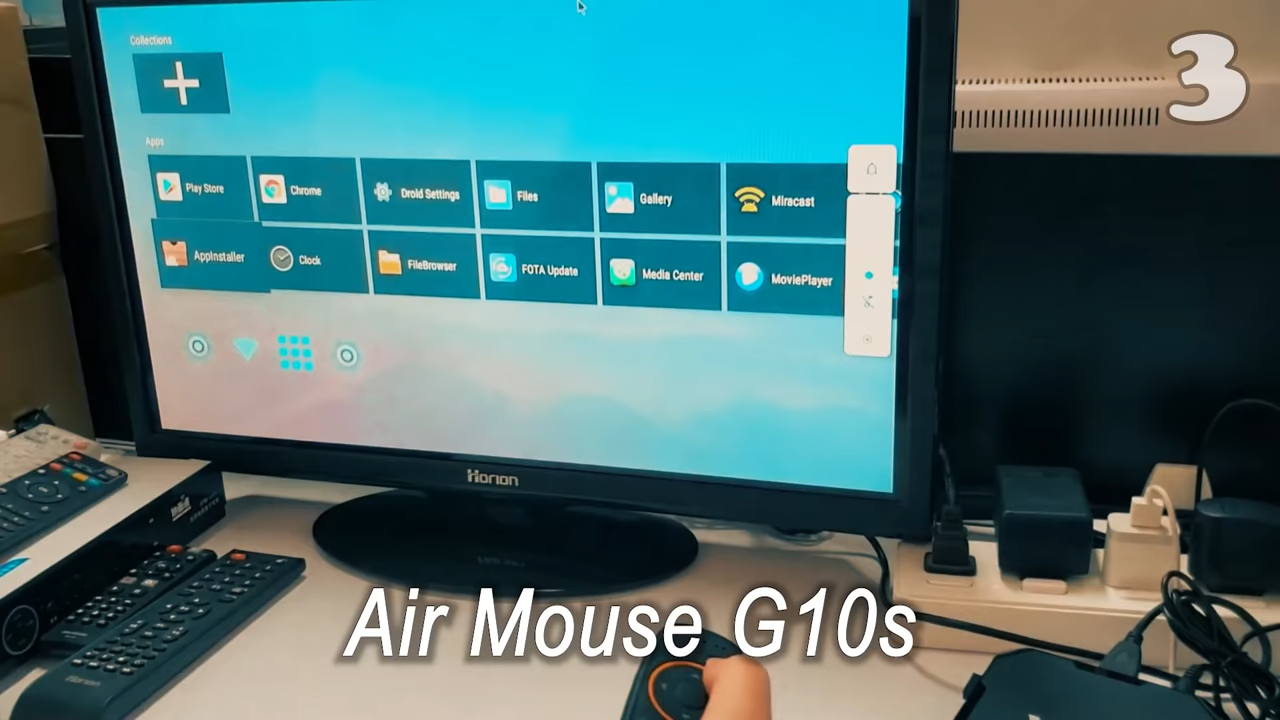 3
Collections
Apps
Play Store
Chrome
Droid Settings
Files
Gallery
Miracast
AppInstaller
Clock
FileBrowser
FOTA Update
Media Center
MoviePlayer
Horion
Horion
Air Mouse G10s